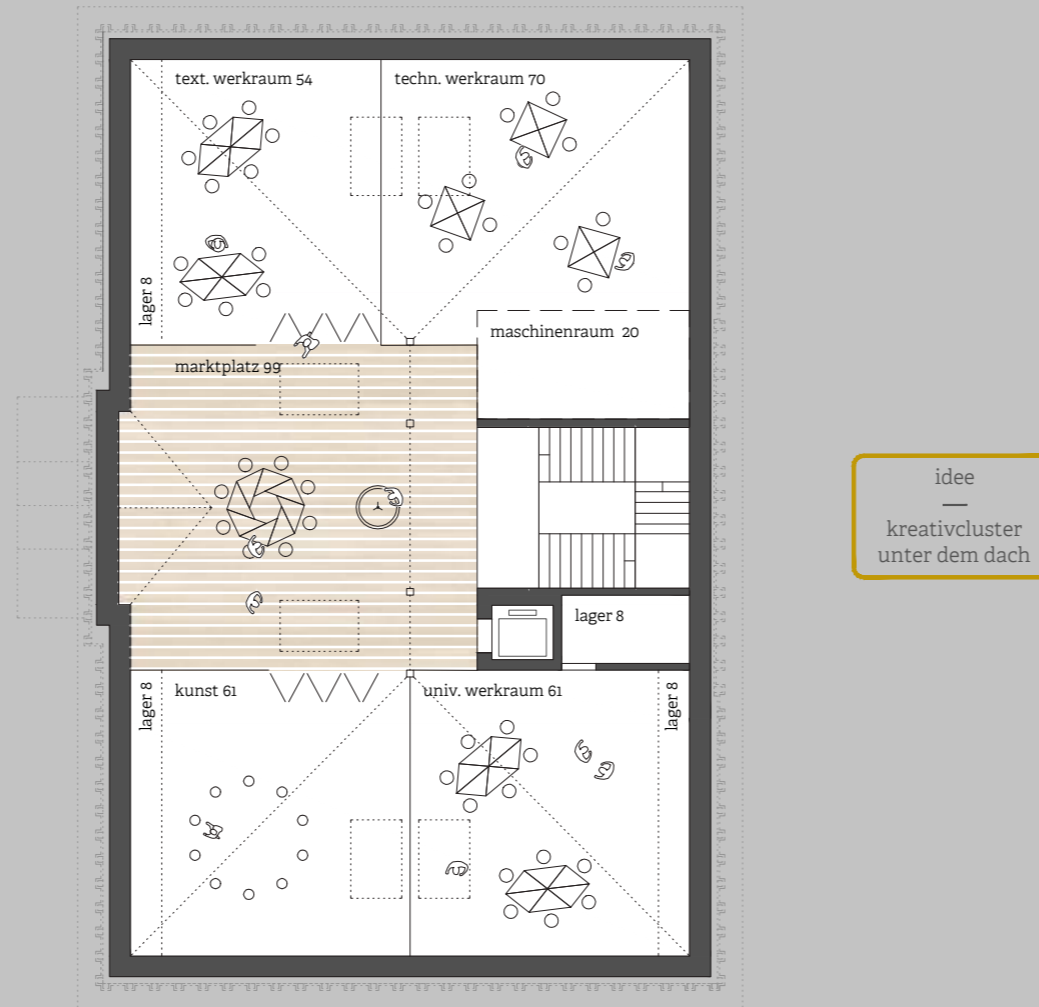 text. werkraum 54
techn. werkraum 70
lager 8
maschinenraum 20
marktplatz 99
idee
—
kreativcluster
unter dem dach
lager 8
lager 8
kunst 61
univ. werkraum 61
lager 8